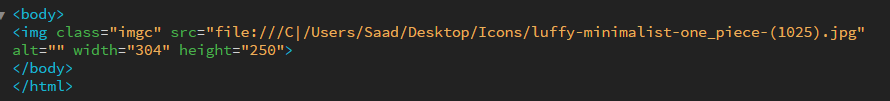 <body>
<img class="imgc" src="file:///C|/Users/Saad/Desktop/Icons/luffy-minimalist-one_piece-(1025).jpg"
alt="" width="304" height="250">
</body>
</html>